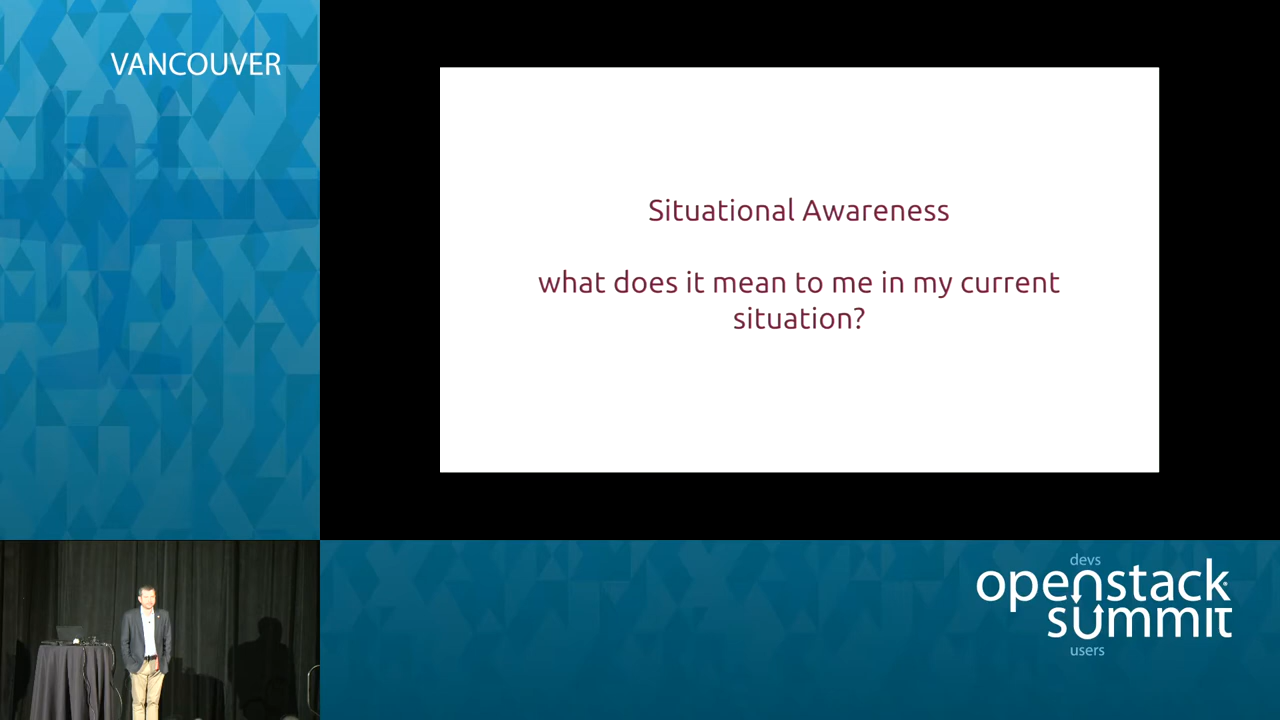 VANCOUVER
Situational Awareness
what does it mean to me in my current
situation?
devs
openstack
summit
users